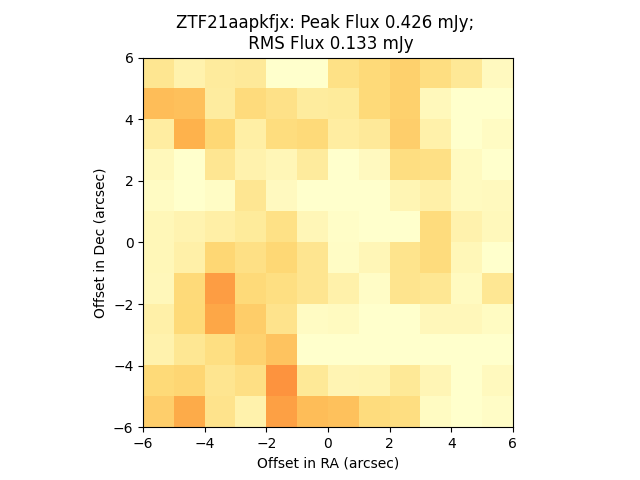 ZTF21aapkfjx: Peak Flux 0.426 mJy;
RMS Flux 0.133 mJy
6
4
2
0
−2
−4
−6
Offset in Dec (arcsec)
−6 −4 −2 0 2 4 6
Offset in RA (arcsec)